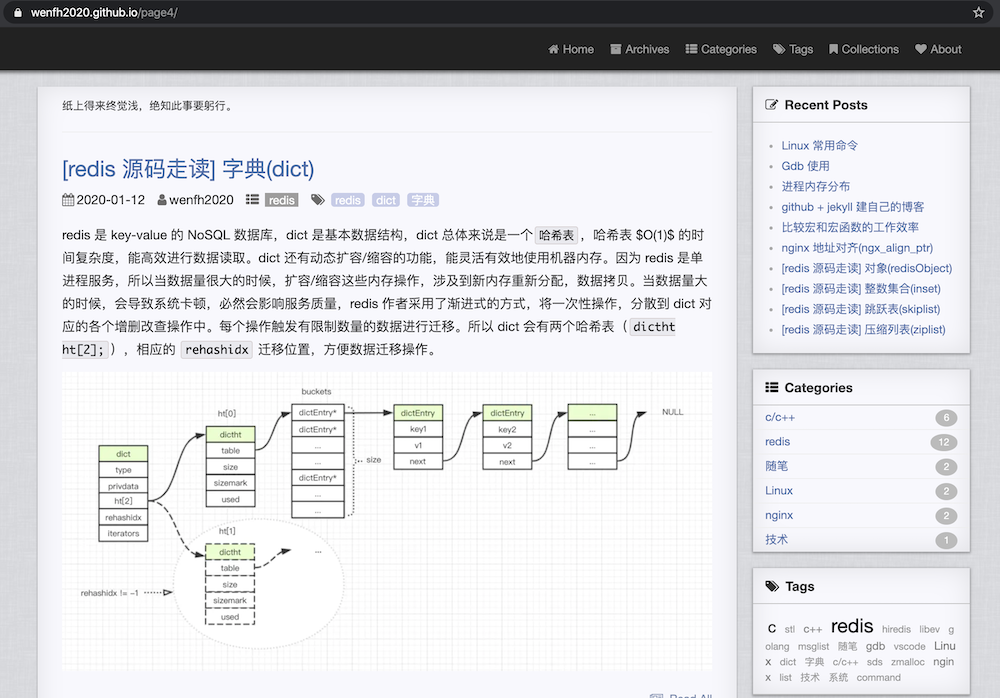 wenfh2020.github.io/page4/
Home Archives Categories Tags Collections About
纸上得来终觉浅，绝知此事要躬行。
[redis 源码走读] 字典(dict)
2020-01-12 wenfh2020 redis redis dict 字典
redis 是 key-value 的 NoSQL 数据库，dict 是基本数据结构，dict 总体来说是一个 哈希表 ，哈希表 $O(1)$ 的时
间复杂度，能高效进行数据读取。dict 还有动态扩容/缩容的功能，能灵活有效地使用机器内存。因为 redis 是单
进程服务，所以当数据量很大的时候，扩容/缩容这些内存操作，涉及到新内存重新分配，数据拷贝。当数据量大
的时候，会导致系统卡顿，必然会影响服务质量，redis 作者采用了渐进式的方式，将一次性操作，分散到 dict 对
应的各个增删改查操作中。每个操作触发有限制数量的数据进行迁移。所以 dict 会有两个哈希表（ dictht
ht[2]; ），相应的 rehashidx 迁移位置，方便数据迁移操作。
buckets
ht[0]
dictEntry*
dictEntry*
...
...
dictEntry*
...
...
size
dictht
table
size
sizemark
used
dictEntry
key1
v1
next
dictEntry
key2
v2
next
...
...
...
...
NULL
dict
type
privdata
ht[2]
rehashidx
iterators
ht[1]
dictht
table
size
sizemark
used
...
rehashidx != -1
Read All
Recent Posts
Linux 常用命令
Gdb 使用
进程内存分布
github + jekyll 建自己的博客
比较宏和宏函数的工作效率
nginx 地址对齐(ngx_align_ptr)
[redis 源码走读] 对象(redisObject)
[redis 源码走读] 整数集合(inset)
[redis 源码走读] 跳跃表(skiplist)
[redis 源码走读] 压缩列表(ziplist)
Categories
c/c++ 6
redis 12
随笔 2
Linux 2
nginx 2
技术 1
Tags
C stl c++ redis hiredis libev g
olang msglist 随笔 gdb vscode Linu
x dict 字典 c/c++ sds zmalloc ngin
x list 技术 系统 command